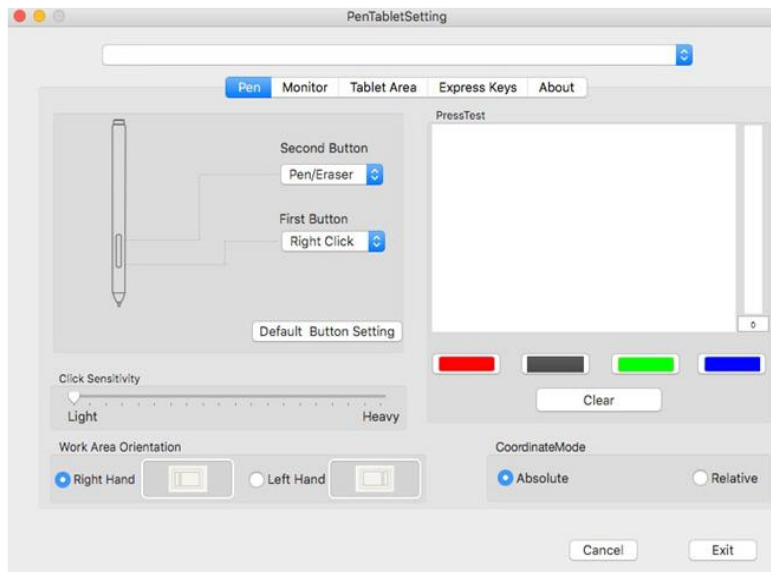 PenTabletSetting
Pen Monitor Tablet Area Express Keys About
PressTest
Second Button
Pen/Eraser
First Button
Right Click
Default Button Setting
0
Clear
Click Sensitivity
Light Heavy
Work Area Orientation
Right Hand Left Hand
CoordinateMode
Absolute Relative
Cancel Exit